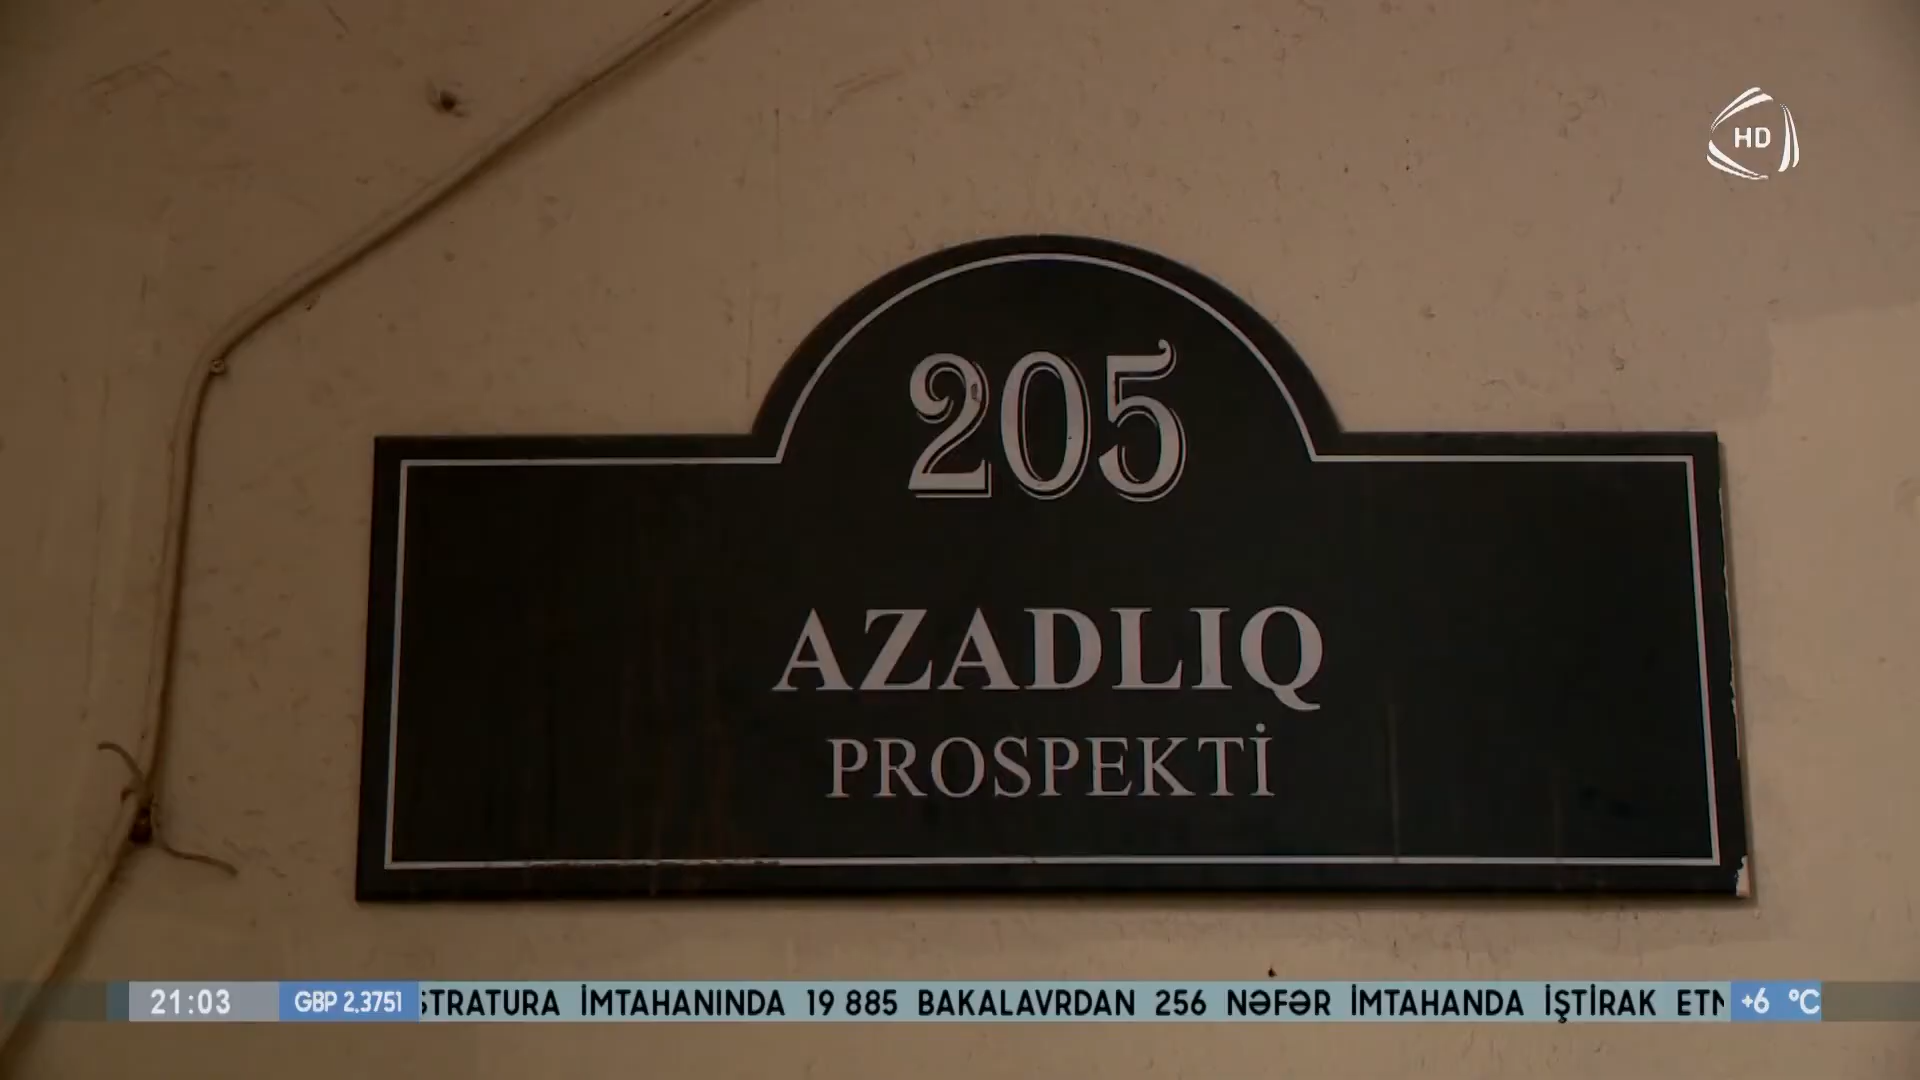 HD
205
AZADLIQ
PROSPEKTİ
21:03 GBP 2,3751 STRATURA İMTAHANINDA 19 885 BAKALAVRDAN 256 NƏFƏR İMTAHANDA İŞTİRAK +6 °C